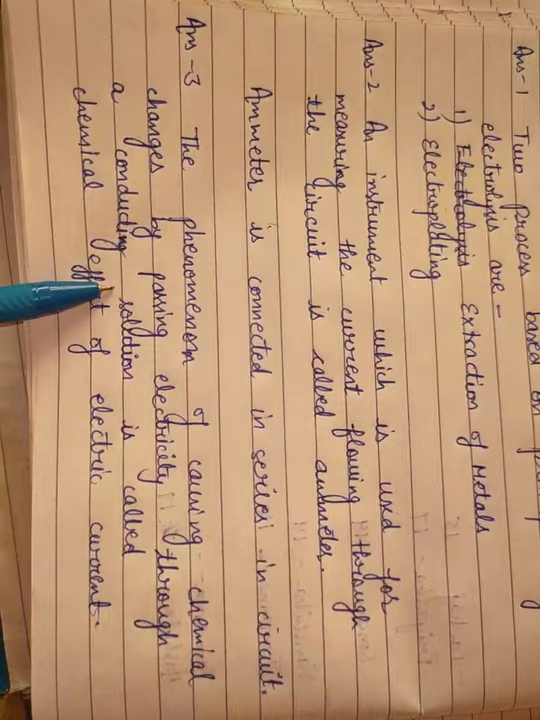 Ans-1 Two Process based on
electrolysis are -
1) Extraction of Metals
2) Electroplating
Ans-2 An instrument which is used for
measuring the current flowing through
the circuit is called ammeter.
Ammeter is connected in series in circuit.
Ans-3 The phenomenom of causing chemical
changes by passing electricity through
a conducting solution is called
chemical effect of electric current.